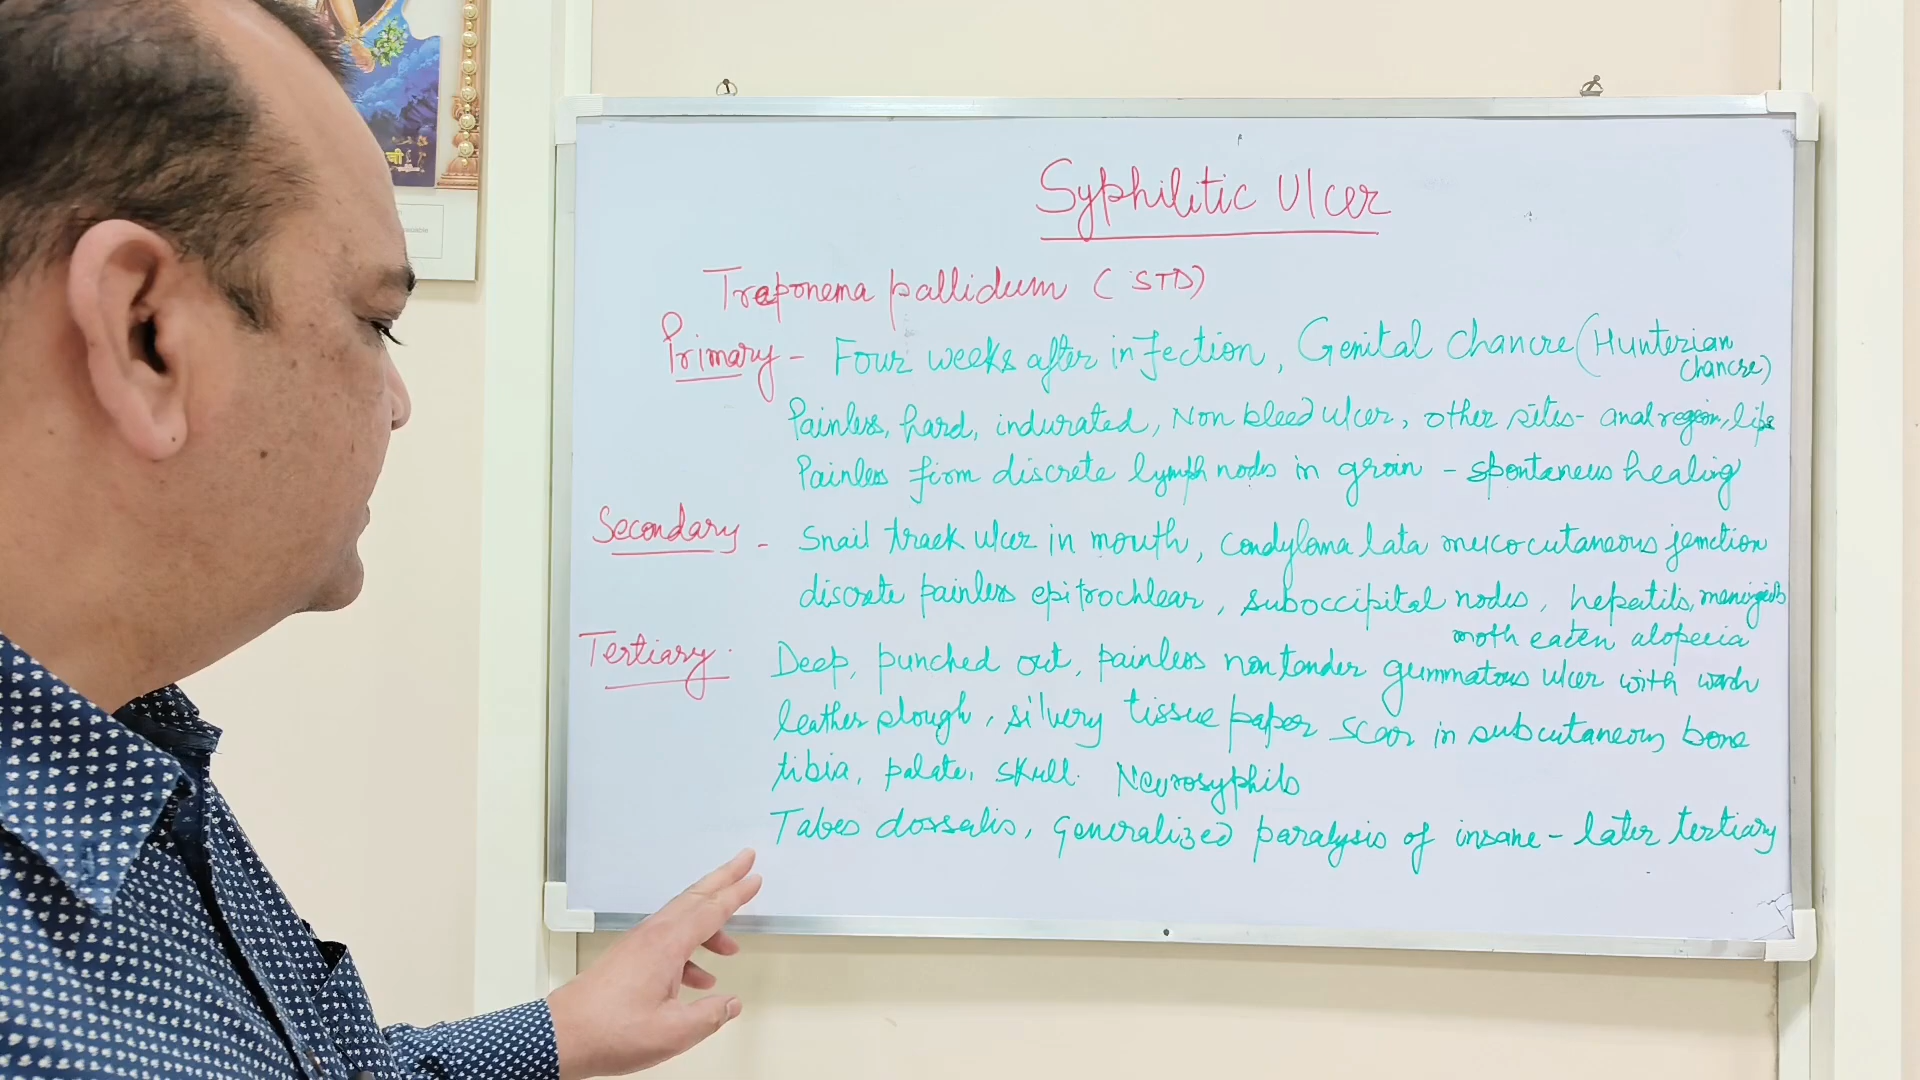 Syphilitic Ulcer
Treponema pallidum (STD)
Primary - Four weeks after infection, Genital Chancre (Hunterian
Chancre)
Painless, hard, indurated, Non bleed ulcer, other sites - anal region, lips
Painless firm discrete lymph nodes in groin - spontaneus healing
Secondary - Snail track ulcer in mouth, condyloma lata mucocutaneous junction
discrete painless epitrochlear, suboccipital nodes, hepatitis, meningitis
moth eaten alopecia
Tertiary. Deep, punched out, painless nontender gummatous ulcer with wash
leather slough, silvery tissue paper scar in subcutaneous bone
tibia, palate, skull. Neurosyphilis
Tabes dorsalis, Generalized paralysis of insane - later tertiary